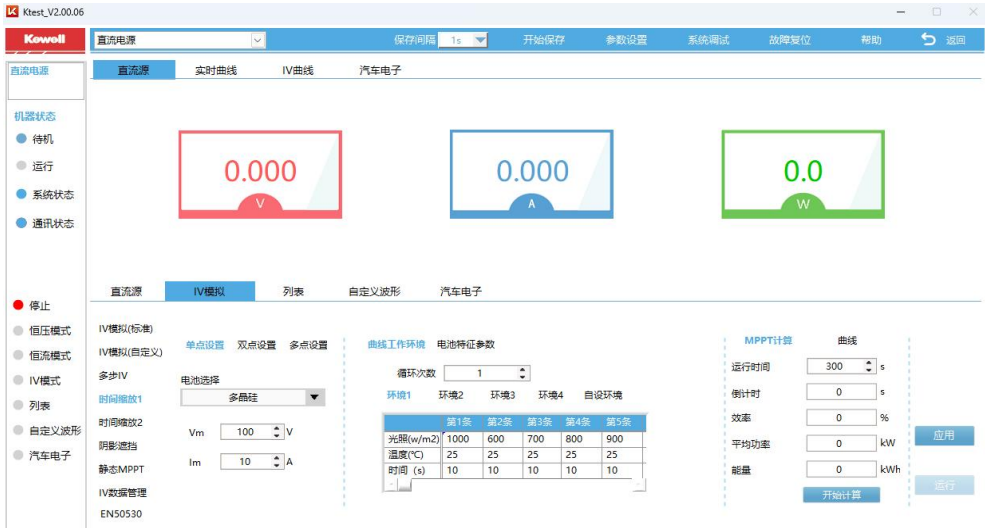 Ktest_V2.00.06
Kewell 直流电源 保存间隔 1s 开始保存 参数设置 系统调试 故障复位 帮助 返回
直流电源 直流源 实时曲线 IV曲线 汽车电子
机器状态
待机
运行
系统状态
通讯状态
0.000 0.000 0.0
V A W
直流源 IV模拟 列表 自定义波形 汽车电子
停止
恒压模式
恒流模式
IV模式
列表
自定义波形
汽车电子
IV模拟(标准)
IV模拟(自定义)
多步IV
时间缩放1
时间缩放2
阴影遮挡
静态MPPT
IV数据管理
EN50530
单点设置 双点设置 多点设置
电池选择
多晶硅
Vm 100 V
Im 10 A
曲线工作环境 电池特征参数
循环次数 1
环境1 环境2 环境3 环境4 自设环境
第1条 第2条 第3条 第4条 第5条
光照(w/m2) 1000 600 700 800 900
温度(℃) 25 25 25 25 25
时间 (s) 10 10 10 10 10
MPPT计算 曲线
运行时间 300 s
倒计时 0 s
效率 0 %
平均功率 0 kW
能量 0 kWh
开始计算
应用
运行